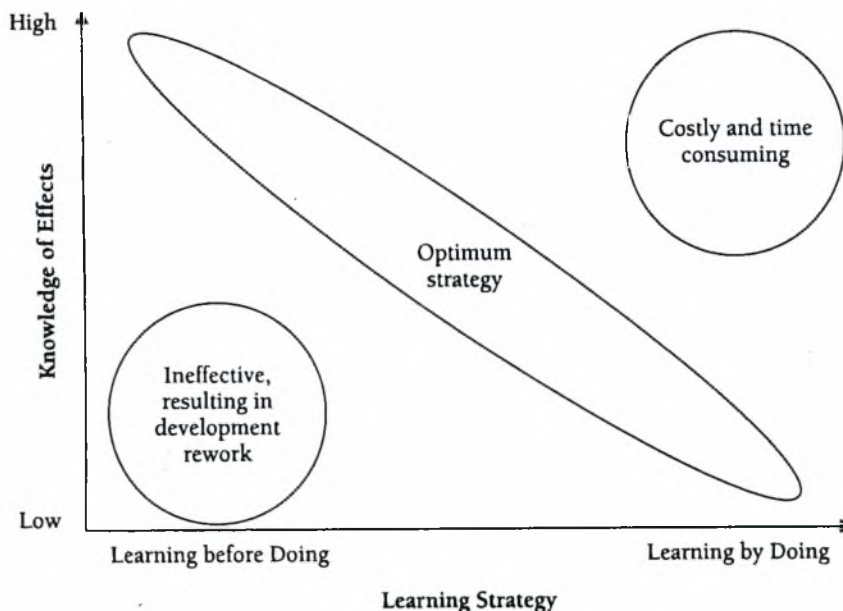 High
Costly and time
consuming
Knowledge of Effects
Optimum
strategy
Ineffective,
resulting in
development
rework
Low
Learning before Doing
Learning by Doing
Learning Strategy